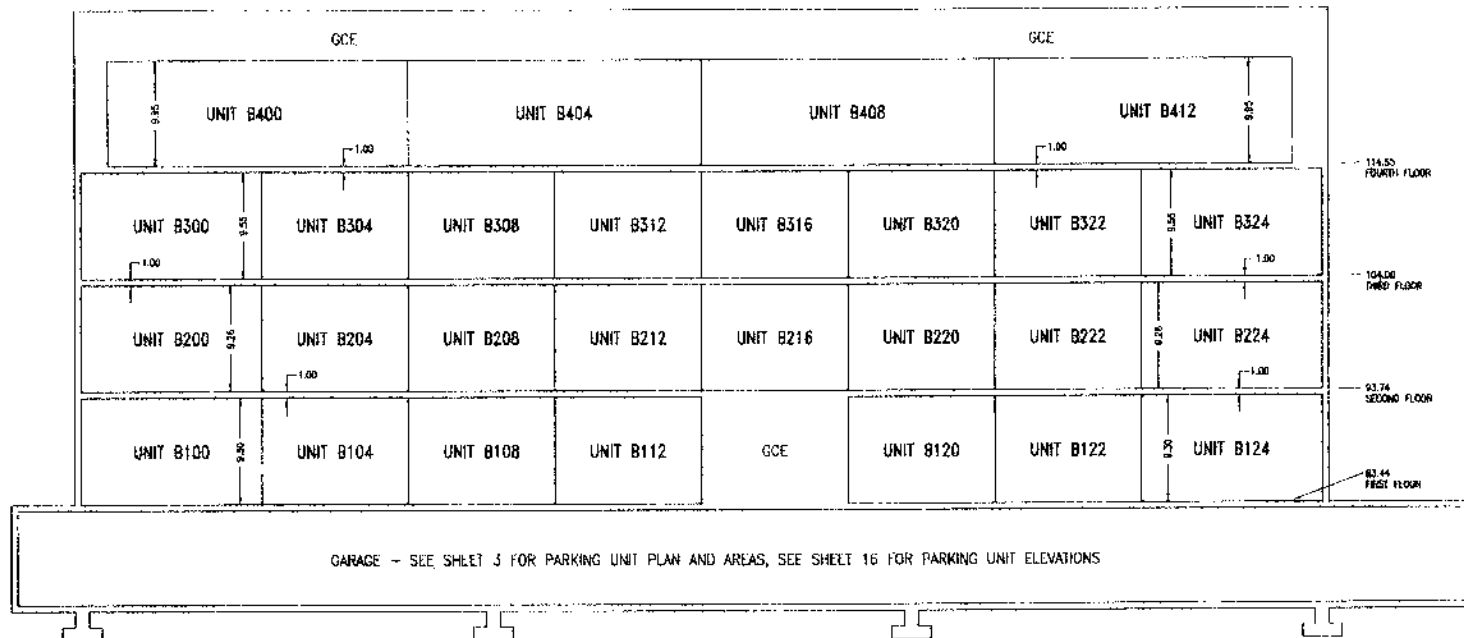 GCE GCE
UNIT B400 UNIT B404 UNIT B408 UNIT B412
9.95 9.95
1.00 1.00
114.55
FOURTH FLOOR
UNIT B300 UNIT B304 UNIT B308 UNIT B312 UNIT B316 UNIT B320 UNIT B322 UNIT B324
9.55 9.55
1.00 1.00
104.00
THIRD FLOOR
UNIT B200 UNIT B204 UNIT B208 UNIT B212 UNIT B216 UNIT B220 UNIT B222 UNIT B224
9.26 9.26
1.00 1.00
93.74
SECOND FLOOR
UNIT B100 UNIT B104 UNIT B108 UNIT B112 GCE UNIT B120 UNIT B122 UNIT B124
9.30 9.30
83.44
FIRST FLOOR
GARAGE - SEE SHEET 3 FOR PARKING UNIT PLAN AND AREAS, SEE SHEET 16 FOR PARKING UNIT ELEVATIONS